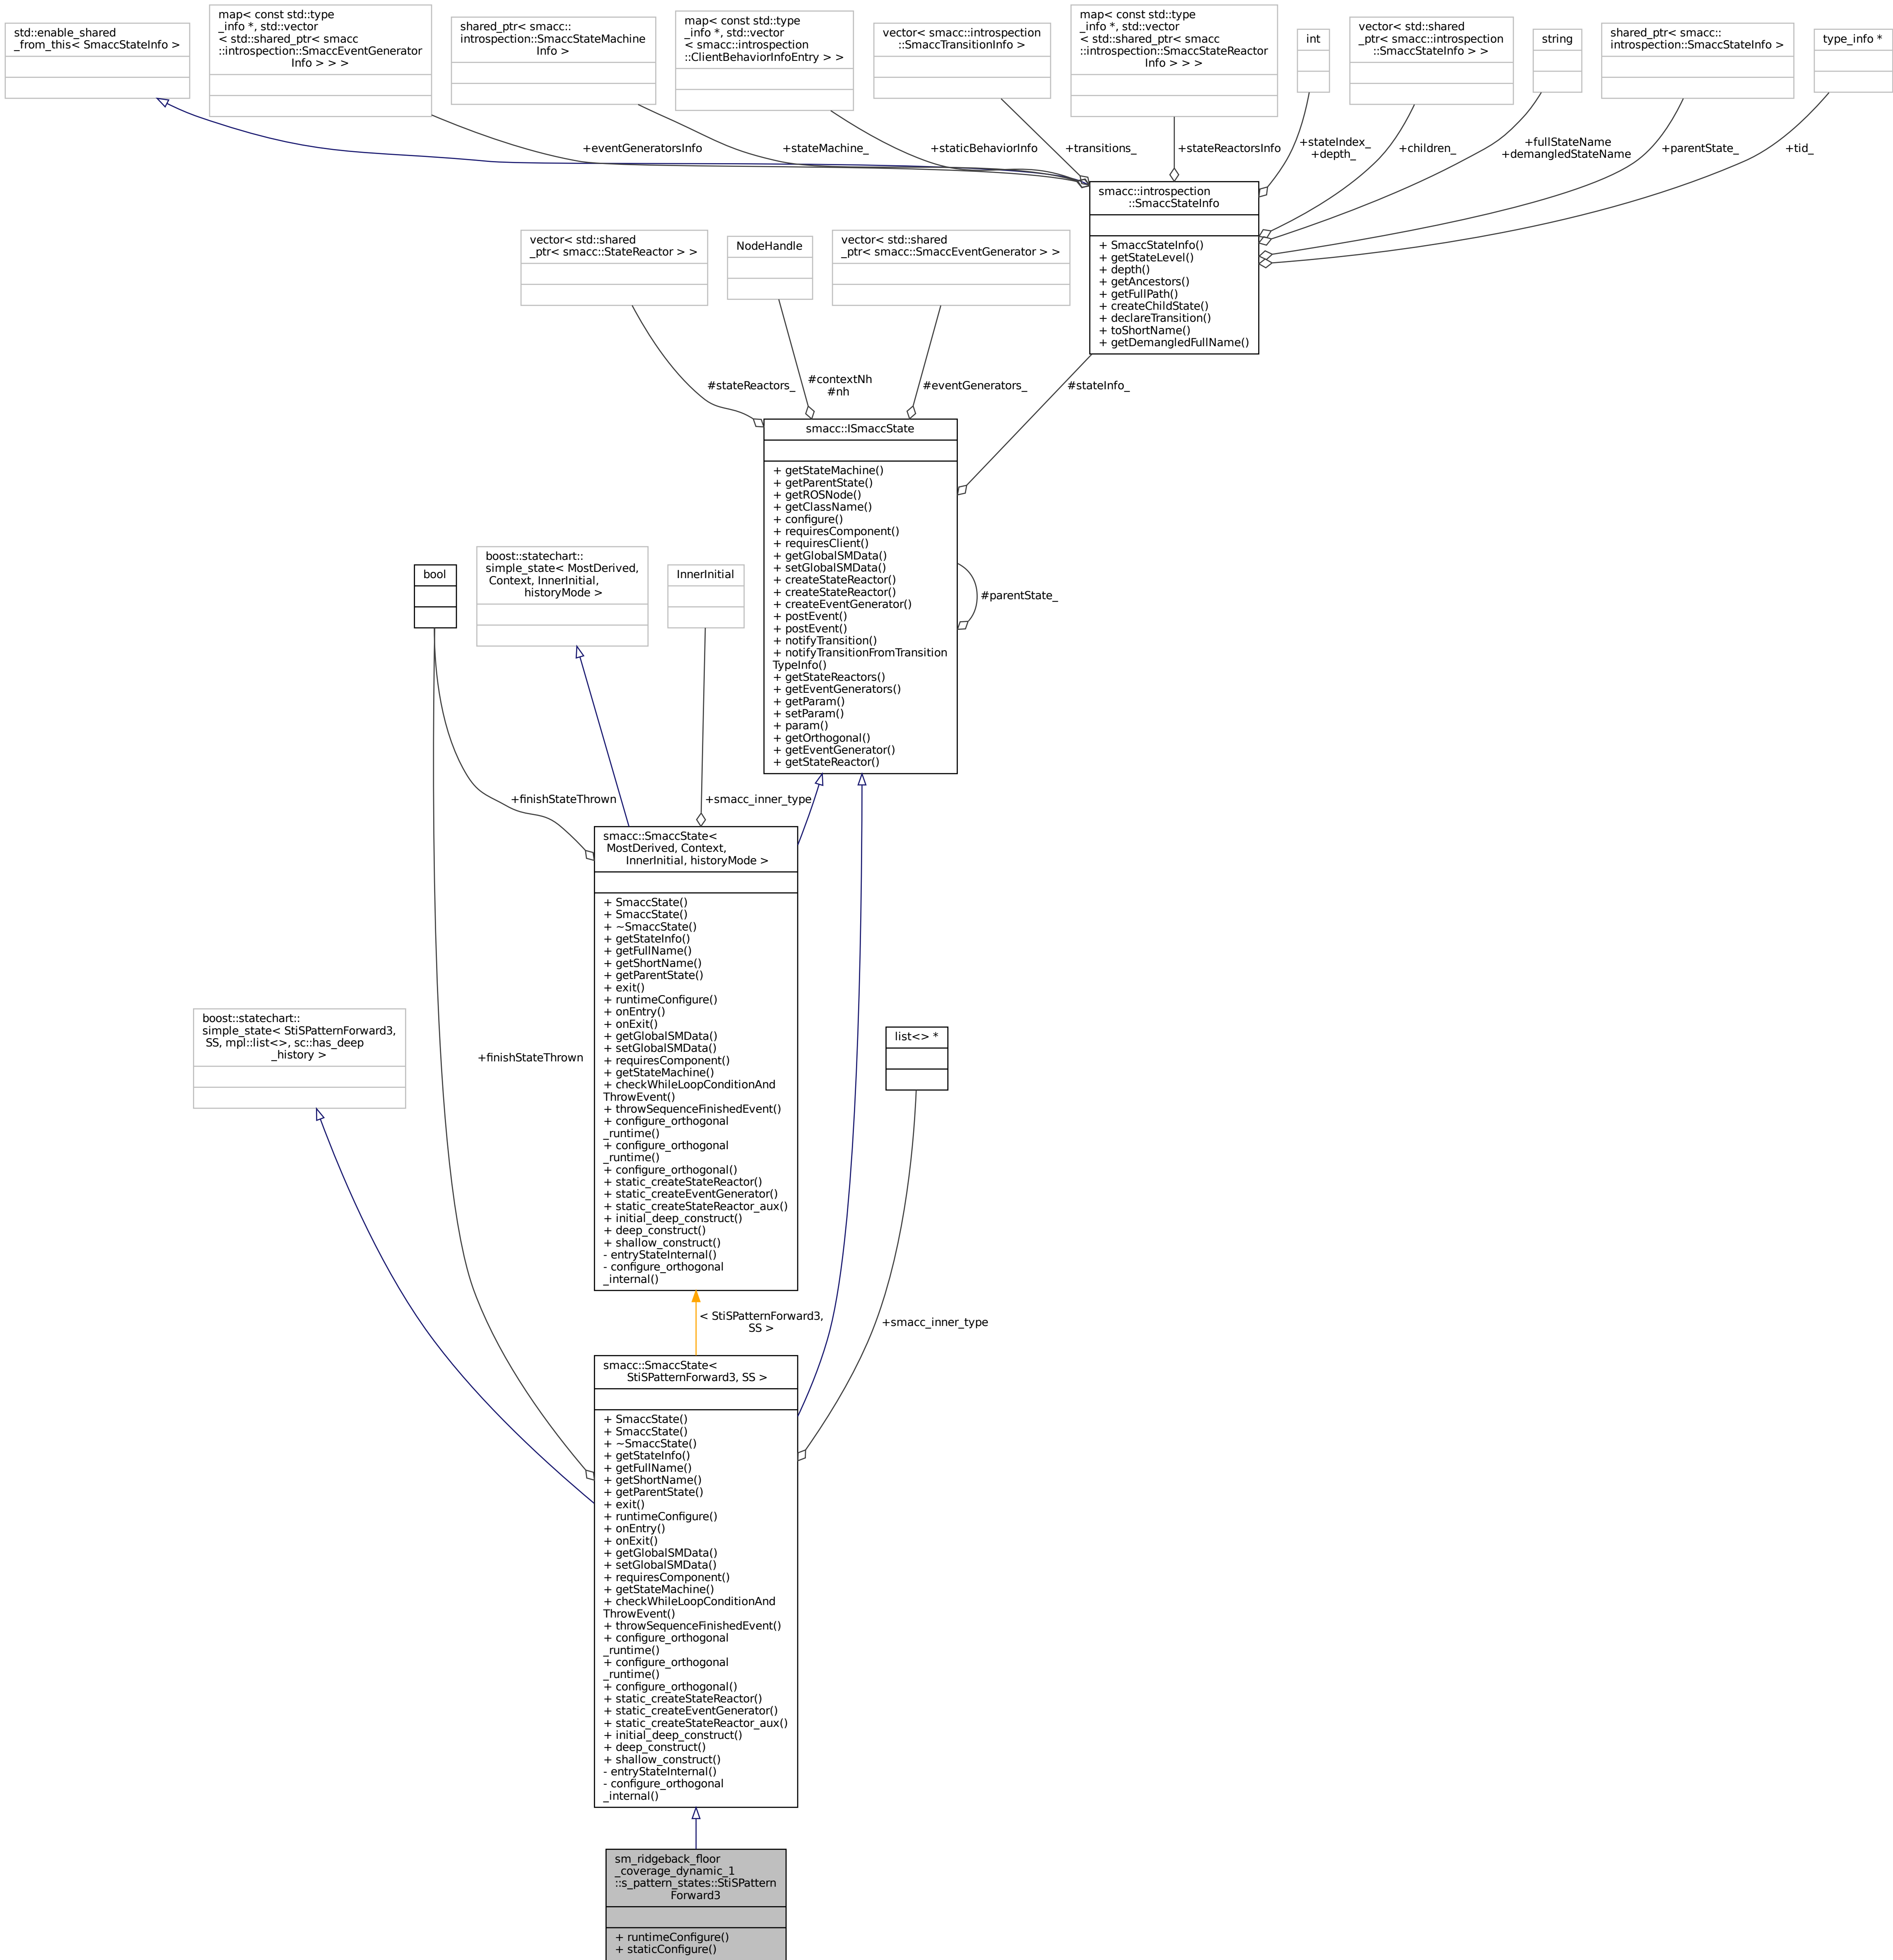 std::enable_shared
_from_this< SmaccStateInfo >
map< const std::type
_info *, std::vector
< std::shared_ptr< smacc
::introspection::SmaccEventGenerator
Info > > >
shared_ptr< smacc::
introspection::SmaccStateMachine
Info >
map< const std::type
_info *, std::vector
< smacc::introspection
::ClientBehaviorInfoEntry > >
vector< smacc::introspection
::SmaccTransitionInfo >
map< const std::type
_info *, std::vector
< std::shared_ptr< smacc
::introspection::SmaccStateReactor
Info > > >
int
vector< std::shared
_ptr< smacc::introspection
::SmaccStateInfo > >
string
shared_ptr< smacc::
introspection::SmaccStateInfo >
type_info *
+eventGeneratorsInfo
+stateMachine_
+staticBehaviorInfo
+transitions_
+stateReactorsInfo
+stateIndex_
+depth_
+children_
+fullStateName
+demangledStateName
+parentState_
+tid_
smacc::introspection
::SmaccStateInfo
+ SmaccStateInfo()
+ getStateLevel()
+ depth()
+ getAncestors()
+ getFullPath()
+ createChildState()
+ declareTransition()
+ toShortName()
+ getDemangledFullName()
vector< std::shared
_ptr< smacc::StateReactor > >
NodeHandle
vector< std::shared
_ptr< smacc::SmaccEventGenerator > >
#stateReactors_
#contextNh
#nh
#eventGenerators_
#stateInfo_
smacc::ISmaccState
+ getStateMachine()
+ getParentState()
+ getROSNode()
+ getClassName()
+ configure()
+ requiresComponent()
+ requiresClient()
+ getGlobalSMData()
+ setGlobalSMData()
+ createStateReactor()
+ createStateReactor()
+ createEventGenerator()
+ postEvent()
+ postEvent()
+ notifyTransition()
+ notifyTransitionFromTransition
TypeInfo()
+ getStateReactors()
+ getEventGenerators()
+ getParam()
+ setParam()
+ param()
+ getOrthogonal()
+ getEventGenerator()
+ getStateReactor()
#parentState_
bool
boost::statechart::
simple_state< MostDerived,
Context, InnerInitial,
historyMode >
InnerInitial
+finishStateThrown
+smacc_inner_type
smacc::SmaccState<
MostDerived, Context,
InnerInitial, historyMode >
+ SmaccState()
+ SmaccState()
+ ~SmaccState()
+ getStateInfo()
+ getFullName()
+ getShortName()
+ getParentState()
+ exit()
+ runtimeConfigure()
+ onEntry()
+ onExit()
+ getGlobalSMData()
+ setGlobalSMData()
+ requiresComponent()
+ getStateMachine()
+ checkWhileLoopConditionAnd
ThrowEvent()
+ throwSequenceFinishedEvent()
+ configure_orthogonal
_runtime()
+ configure_orthogonal
_runtime()
+ configure_orthogonal()
+ static_createStateReactor()
+ static_createEventGenerator()
+ static_createStateReactor_aux()
+ initial_deep_construct()
+ deep_construct()
+ shallow_construct()
- entryStateInternal()
- configure_orthogonal
_internal()
boost::statechart::
simple_state< StiSPatternForward3,
SS, mpl::list<>, sc::has_deep
_history >
+finishStateThrown
list<> *
< StiSPatternForward3,
SS >
+smacc_inner_type
smacc::SmaccState<
StiSPatternForward3, SS >
+ SmaccState()
+ SmaccState()
+ ~SmaccState()
+ getStateInfo()
+ getFullName()
+ getShortName()
+ getParentState()
+ exit()
+ runtimeConfigure()
+ onEntry()
+ onExit()
+ getGlobalSMData()
+ setGlobalSMData()
+ requiresComponent()
+ getStateMachine()
+ checkWhileLoopConditionAnd
ThrowEvent()
+ throwSequenceFinishedEvent()
+ configure_orthogonal
_runtime()
+ configure_orthogonal
_runtime()
+ configure_orthogonal()
+ static_createStateReactor()
+ static_createEventGenerator()
+ static_createStateReactor_aux()
+ initial_deep_construct()
+ deep_construct()
+ shallow_construct()
- entryStateInternal()
- configure_orthogonal
_internal()
sm_ridgeback_floor
_coverage_dynamic_1
::s_pattern_states::StiSPattern
Forward3
+ runtimeConfigure()
+ staticConfigure()